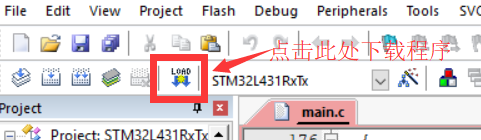 File Edit View Project Flash Debug Peripherals Tools SVC
LOAD
点击此处下载程序
STM32L431RxTx
Project
main.c
Project: STM32L431RxTx
176